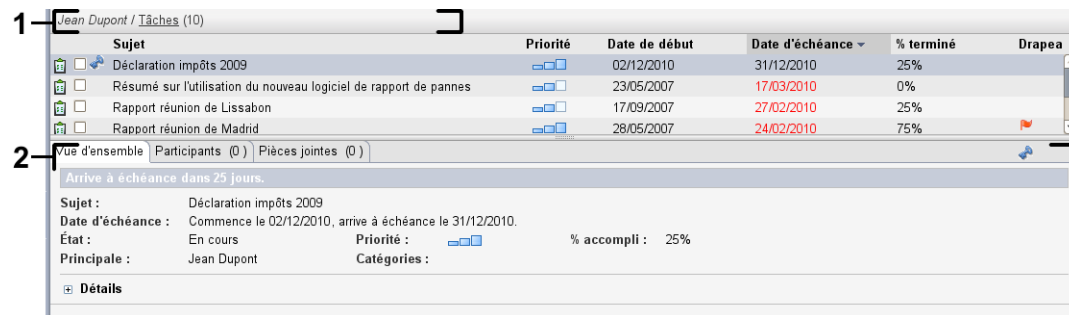 1
Jean Dupont / Tâches (10)
Sujet Priorité Date de début Date d'échéance % terminé Drapea
Déclaration impôts 2009 02/12/2010 31/12/2010 25%
Résumé sur l'utilisation du nouveau logiciel de rapport de pannes 23/05/2007 17/03/2010 0%
Rapport réunion de Lissabon 17/09/2007 27/02/2010 25%
Rapport réunion de Madrid 28/05/2007 24/02/2010 75%
2
Vue d'ensemble Participants (0) Pièces jointes (0)
Arrive à échéance dans 25 jours.
Sujet : Déclaration impôts 2009
Date d'échéance : Commence le 02/12/2010, arrive à échéance le 31/12/2010.
État : En cours Priorité : % accompli : 25%
Principale : Jean Dupont Catégories :
Détails